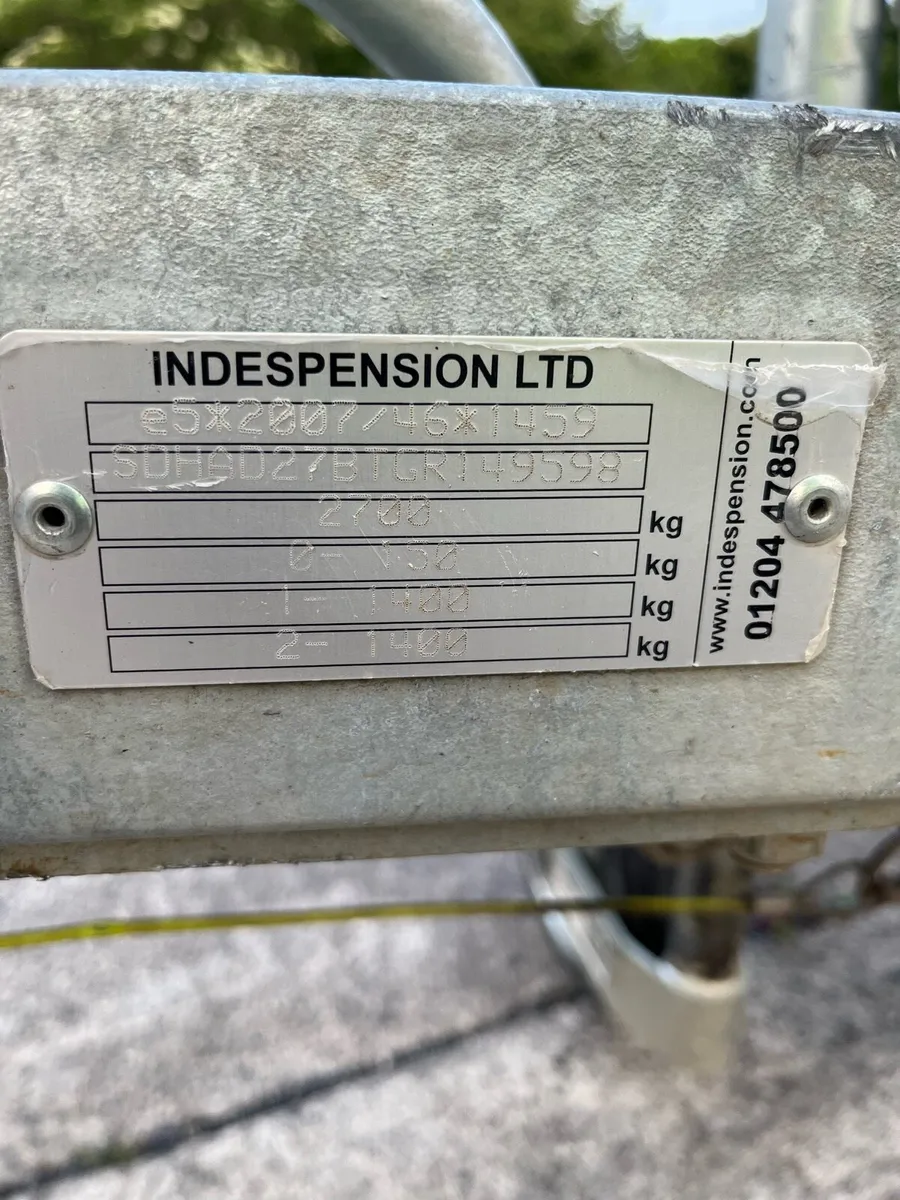 INDESPENSION LTD
e5*2007/46*1459
SDHAD27BTGR149598
2700 kg
0- 150 kg
1- 1400 kg
2- 1400 kg
www.indespension.com
01204 478500